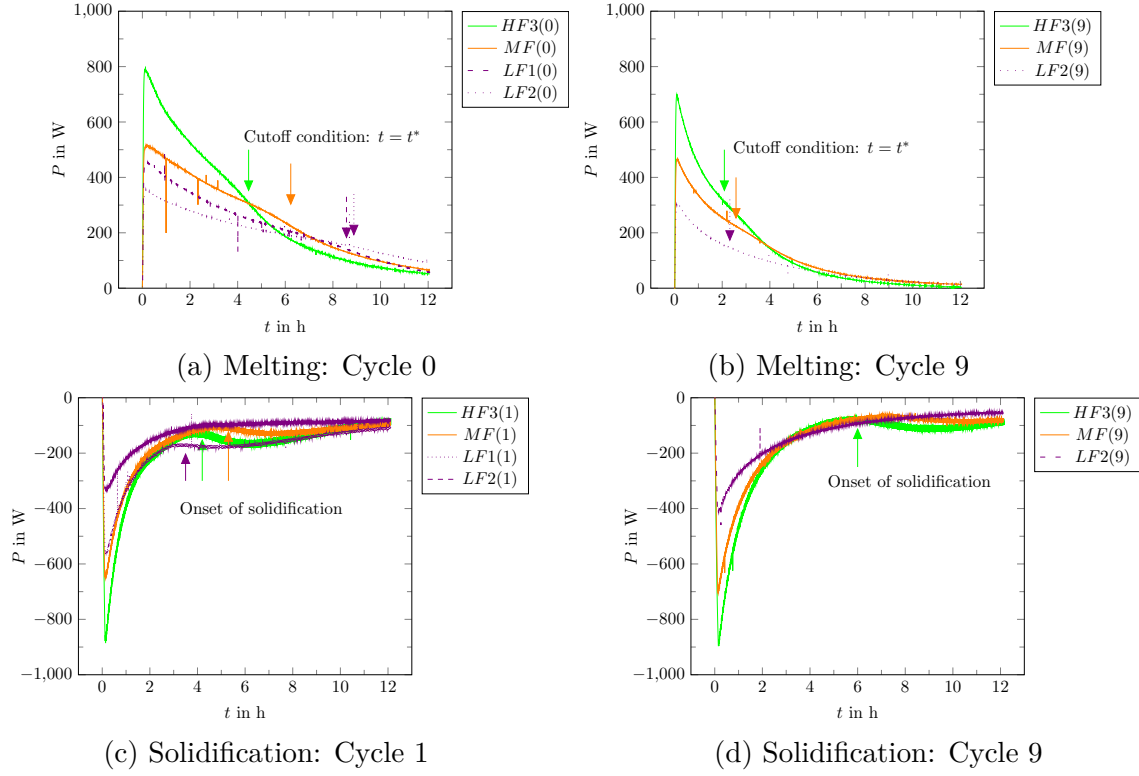 1,000
800
600
400
200
0
P in W
0 2 4 6 8 10 12
t in h
Cutoff condition: t = t*
HF3(0)
MF(0)
LF1(0)
LF2(0)
(a) Melting: Cycle 0
1,000
800
600
400
200
0
P in W
0 2 4 6 8 10 12
t in h
Cutoff condition: t = t*
HF3(9)
MF(9)
LF2(9)
(b) Melting: Cycle 9
0
−200
−400
−600
−800
−1,000
P in W
0 2 4 6 8 10 12
t in h
Onset of solidification
HF3(1)
MF(1)
LF1(1)
LF2(1)
(c) Solidification: Cycle 1
0
−200
−400
−600
−800
−1,000
P in W
0 2 4 6 8 10 12
t in h
Onset of solidification
HF3(9)
MF(9)
LF2(9)
(d) Solidification: Cycle 9